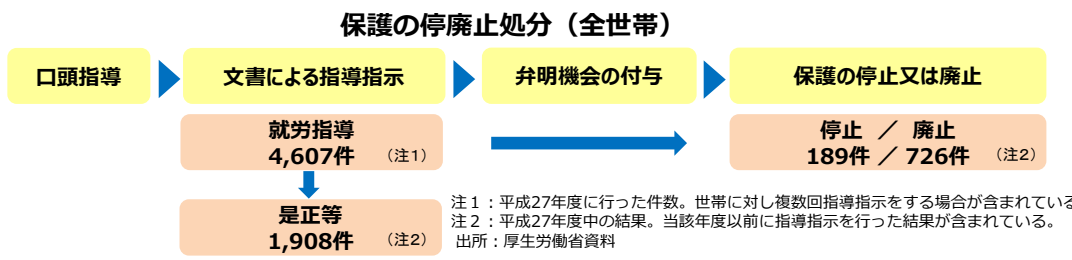 保護の停廃止処分（全世帯）
口頭指導
文書による指導指示
弁明機会の付与
保護の停止又は廃止
就労指導
4,607件 （注1）
停止 ／ 廃止
189件 ／ 726件 （注2）
是正等
1,908件 （注2）
注１：平成27年度に行った件数。世帯に対し複数回指導指示をする場合が含まれている
注２：平成27年度中の結果。当該年度以前に指導指示を行った結果が含まれている。
出所：厚生労働省資料